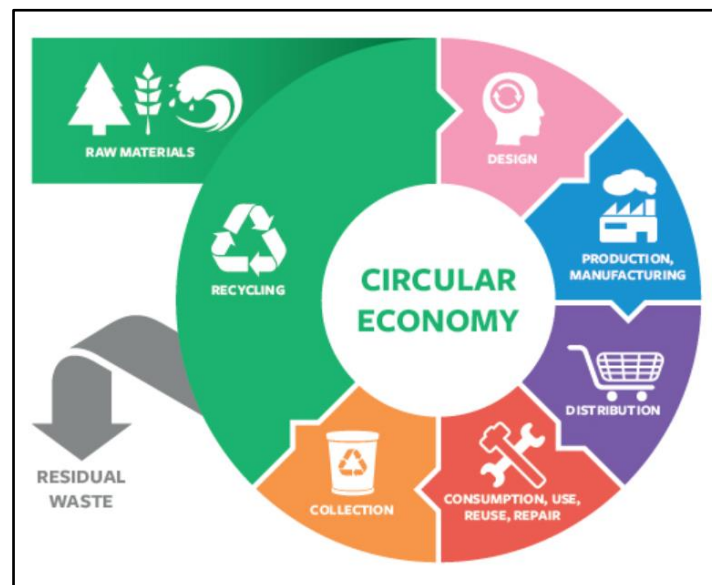 RAW MATERIALS
DESIGN
PRODUCTION,
MANUFACTURING
RECYCLING
CIRCULAR
ECONOMY
DISTRIBUTION
RESIDUAL
WASTE
COLLECTION
CONSUMPTION, USE,
REUSE, REPAIR